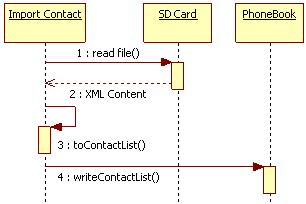 Import Contact
SD Card
PhoneBook
1 : read file()
2 : XML Content
3 : toContactList()
4 : writeContactList()